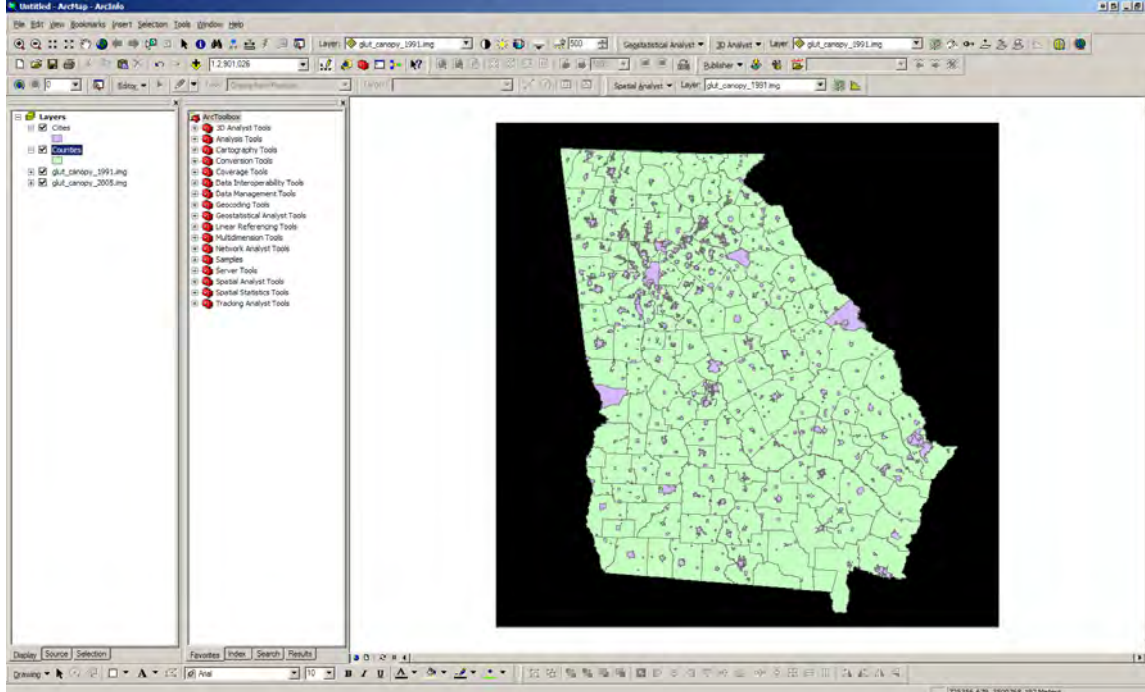 Untitled - ArcMap - ArcInfo
File Edit View Bookmarks Insert Selection Tools Window Help
Layer: glut_canopy_1991.img 500 Geostatistical Analyst 3D Analyst Layer: glut_canopy_1991.img
1:2,901,026 Publisher
0 Editor Spatial Analyst Layer: glut_canopy_1991.img
Layers
Cities
Counties
glut_canopy_1991.img
glut_canopy_2005.img
ArcToolbox
3D Analyst Tools
Analysis Tools
Cartography Tools
Conversion Tools
Coverage Tools
Data Interoperability Tools
Data Management Tools
Geocoding Tools
Geostatistical Analyst Tools
Linear Referencing Tools
Multidimension Tools
Network Analyst Tools
Samples
Server Tools
Spatial Analyst Tools
Spatial Statistics Tools
Tracking Analyst Tools
Display Source Selection
Favorites Index Search Results
Drawing A Arial 10 B I U A